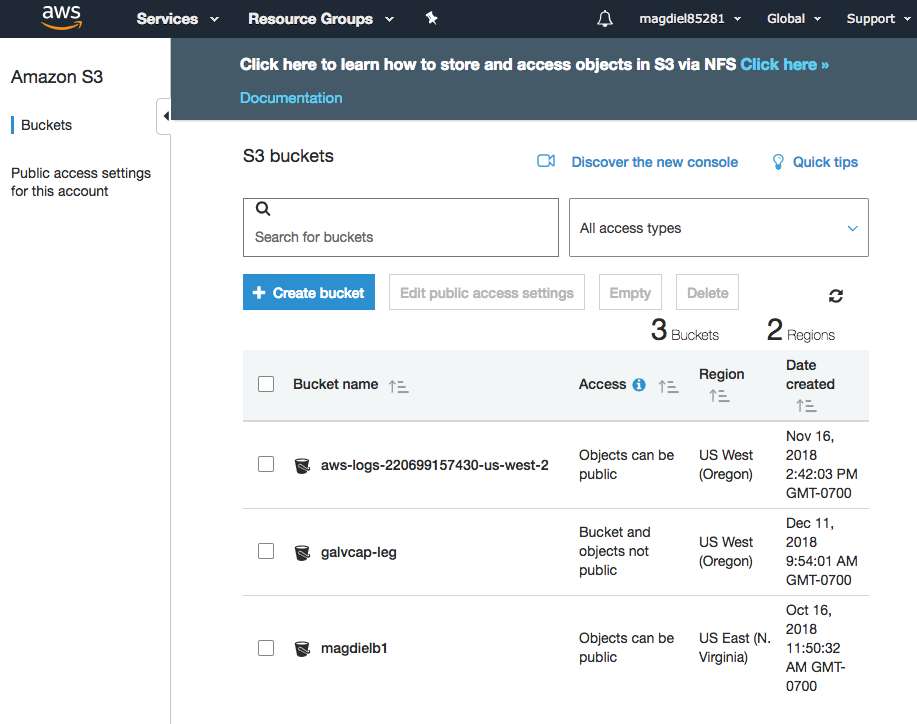 aws
Services
Resource Groups
magdiel85281
Global
Support
Amazon S3
Buckets
Public access settings
for this account
Click here to learn how to store and access objects in S3 via NFS Click here »
Documentation
S3 buckets
Discover the new console
Quick tips
Search for buckets
All access types
+ Create bucket
Edit public access settings
Empty
Delete
3 Buckets
2 Regions
Bucket name
Access
Region
Date
created
aws-logs-220699157430-us-west-2
Objects can be
public
US West
(Oregon)
Nov 16,
2018
2:42:03 PM
GMT-0700
galvcap-leg
Bucket and
objects not
public
US West
(Oregon)
Dec 11,
2018
9:54:01 AM
GMT-0700
magdielb1
Objects can be
public
US East (N.
Virginia)
Oct 16,
2018
11:50:32
AM GMT-
0700